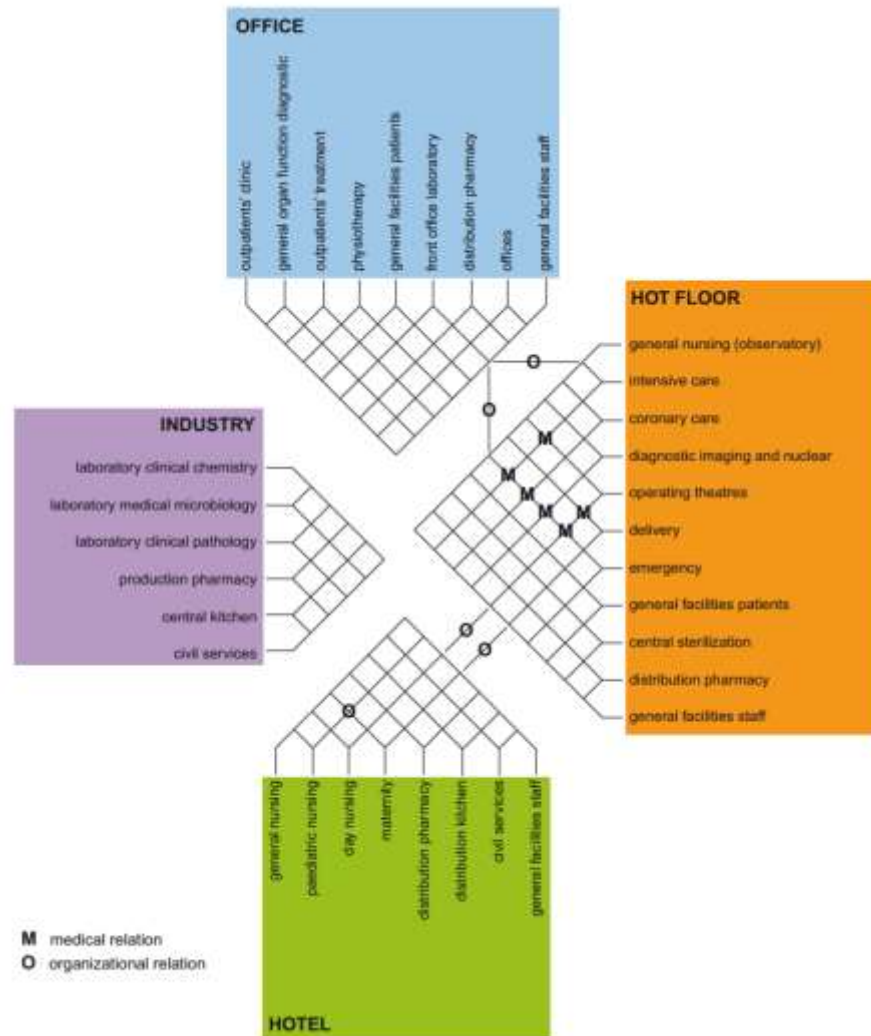 OFFICE
outpatients' clinic
general organ function diagnostic
outpatients' treatment
physiotherapy
general facilities patients
front office laboratory
distribution pharmacy
offices
general facilities staff
HOT FLOOR
general nursing (observatory)
intensive care
coronary care
diagnostic imaging and nuclear
operating theatres
delivery
emergency
general facilities patients
central sterilization
distribution pharmacy
general facilities staff
O
O
M
M
M
M
M
M
INDUSTRY
laboratory clinical chemistry
laboratory medical microbiology
laboratory clinical pathology
production pharmacy
central kitchen
civil services
O
O
O
general nursing
paediatric nursing
day nursing
maternity
distribution pharmacy
distribution kitchen
civil services
general facilities staff
HOTEL
M medical relation
O organizational relation